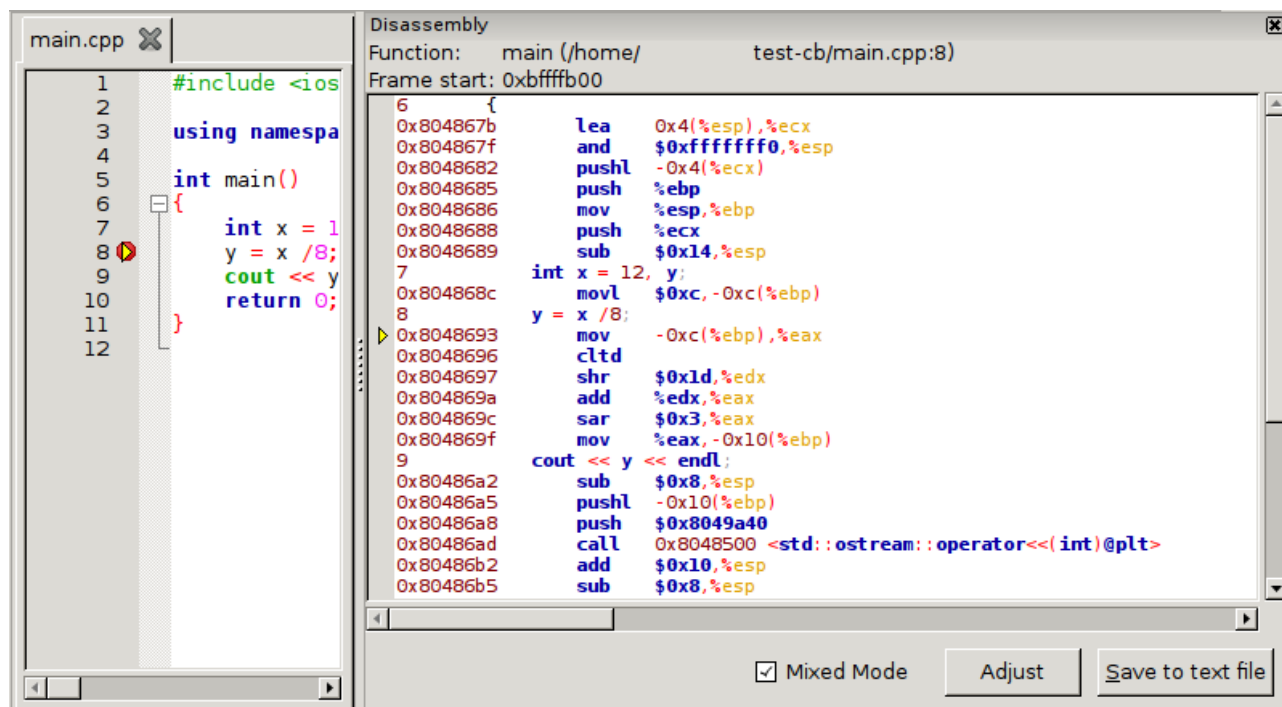 main.cpp
1 #include <ios
2
3 using namespa
4
5 int main()
6 {
7 int x = 1
8 y = x /8;
9 cout << y
10 return 0;
11 }
12
Disassembly
Function: main (/home/ test-cb/main.cpp:8)
Frame start: 0xbffffb00
6 {
0x804867b lea 0x4(%esp),%ecx
0x804867f and $0xfffffff0,%esp
0x8048682 pushl -0x4(%ecx)
0x8048685 push %ebp
0x8048686 mov %esp,%ebp
0x8048688 push %ecx
0x8048689 sub $0x14,%esp
7 int x = 12, y;
0x804868c movl $0xc,-0xc(%ebp)
8 y = x /8;
0x8048693 mov -0xc(%ebp),%eax
0x8048696 cltd
0x8048697 shr $0x1d,%edx
0x804869a add %edx,%eax
0x804869c sar $0x3,%eax
0x804869f mov %eax,-0x10(%ebp)
9 cout << y << endl;
0x80486a2 sub $0x8,%esp
0x80486a5 pushl -0x10(%ebp)
0x80486a8 push $0x8049a40
0x80486ad call 0x8048500 <std::ostream::operator<<(int)@plt>
0x80486b2 add $0x10,%esp
0x80486b5 sub $0x8,%esp
Mixed Mode
Adjust
Save to text file